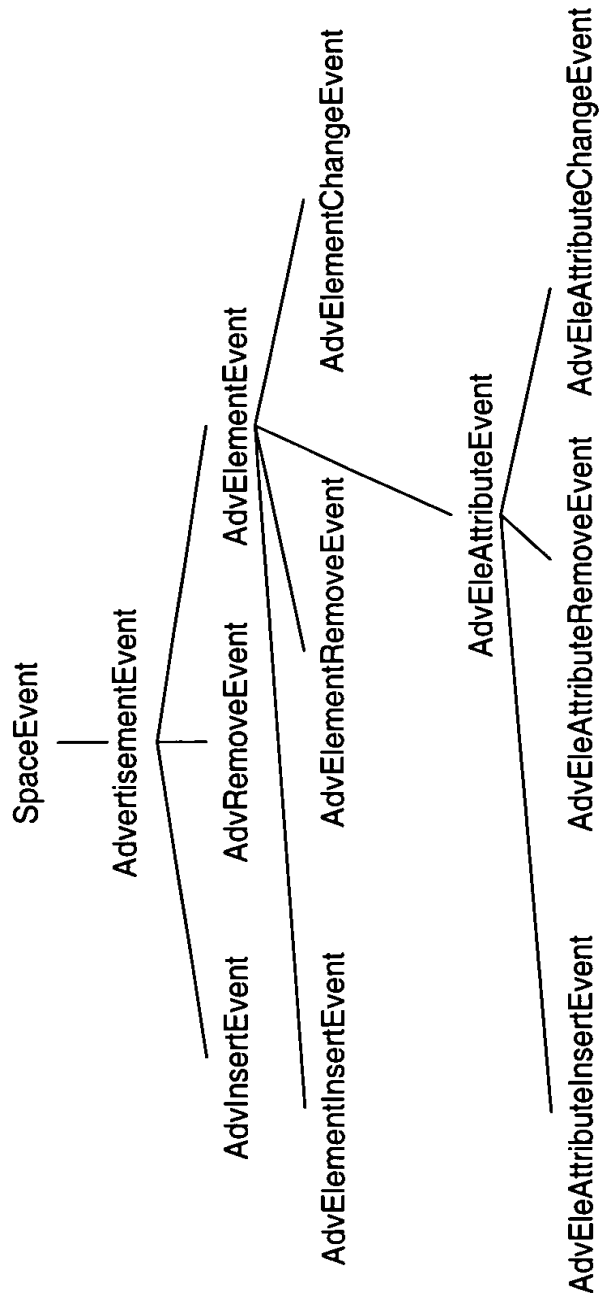 SpaceEvent
AdvertisementEvent
AdvInsertEvent
AdvRemoveEvent
AdvElementEvent
AdvElementInsertEvent
AdvElementRemoveEvent
AdvElementChangeEvent
AdvEleAttributeEvent
AdvEleAttributeInsertEvent
AdvEleAttributeRemoveEvent
AdvEleAttributeChangeEvent